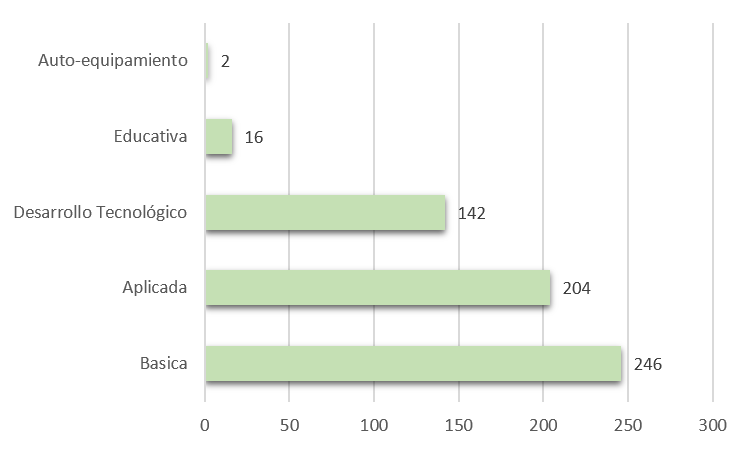 Auto-equipamiento 2
Educativa 16
Desarrollo Tecnológico 142
Aplicada 204
Basica 246
0 50 100 150 200 250 300